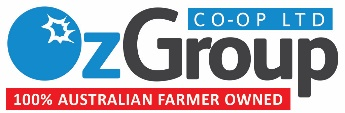 CO-OP LTD
OzGroup
100% AUSTRALIAN FARMER OWNED